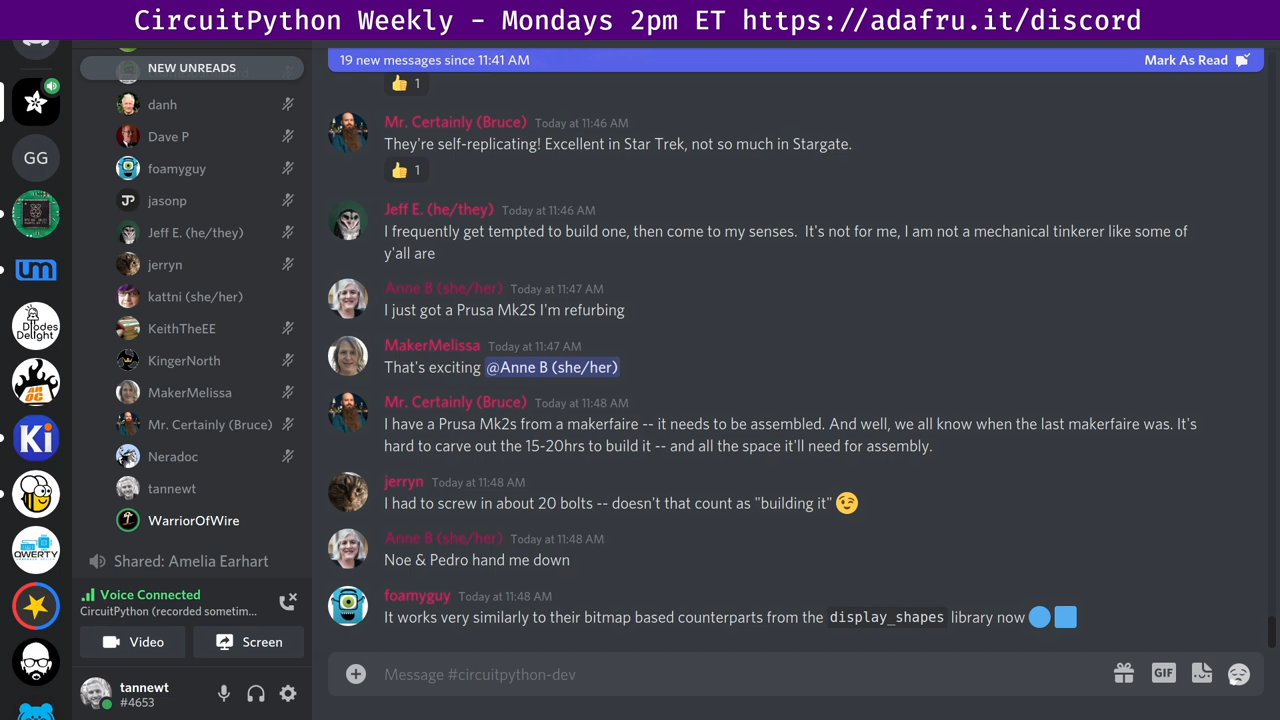 CircuitPython Weekly - Mondays 2pm ET https://adafru.it/discord
NEW UNREADS
danh
Dave P
foamyguy
JP jasonp
Jeff E. (he/they)
jerryn
kattni (she/her)
KeithTheEE
KingerNorth
MakerMelissa
Mr. Certainly (Bruce)
Neradoc
tannewt
WarriorOfWire
Shared: Amelia Earhart
Voice Connected
CircuitPython (recorded sometim...
Video
Screen
tannewt
#4653
GG
um
Diodes
Delight
AHOC
Ki
QWERTY
19 new messages since 11:41 AM
Mark As Read
1
Mr. Certainly (Bruce) Today at 11:46 AM
They're self-replicating! Excellent in Star Trek, not so much in Stargate.
1
Jeff E. (he/they) Today at 11:46 AM
I frequently get tempted to build one, then come to my senses. It's not for me, I am not a mechanical tinkerer like some of
y'all are
Anne B (she/her) Today at 11:47 AM
I just got a Prusa Mk2S I'm refurbing
MakerMelissa Today at 11:47 AM
That's exciting @Anne B (she/her)
Mr. Certainly (Bruce) Today at 11:48 AM
I have a Prusa Mk2s from a makerfaire -- it needs to be assembled. And well, we all know when the last makerfaire was. It's
hard to carve out the 15-20hrs to build it -- and all the space it'll need for assembly.
jerryn Today at 11:48 AM
I had to screw in about 20 bolts -- doesn't that count as "building it"
Anne B (she/her) Today at 11:48 AM
Noe & Pedro hand me down
foamyguy Today at 11:48 AM
It works very similarly to their bitmap based counterparts from the display_shapes library now
Message #circuitpython-dev
GIF